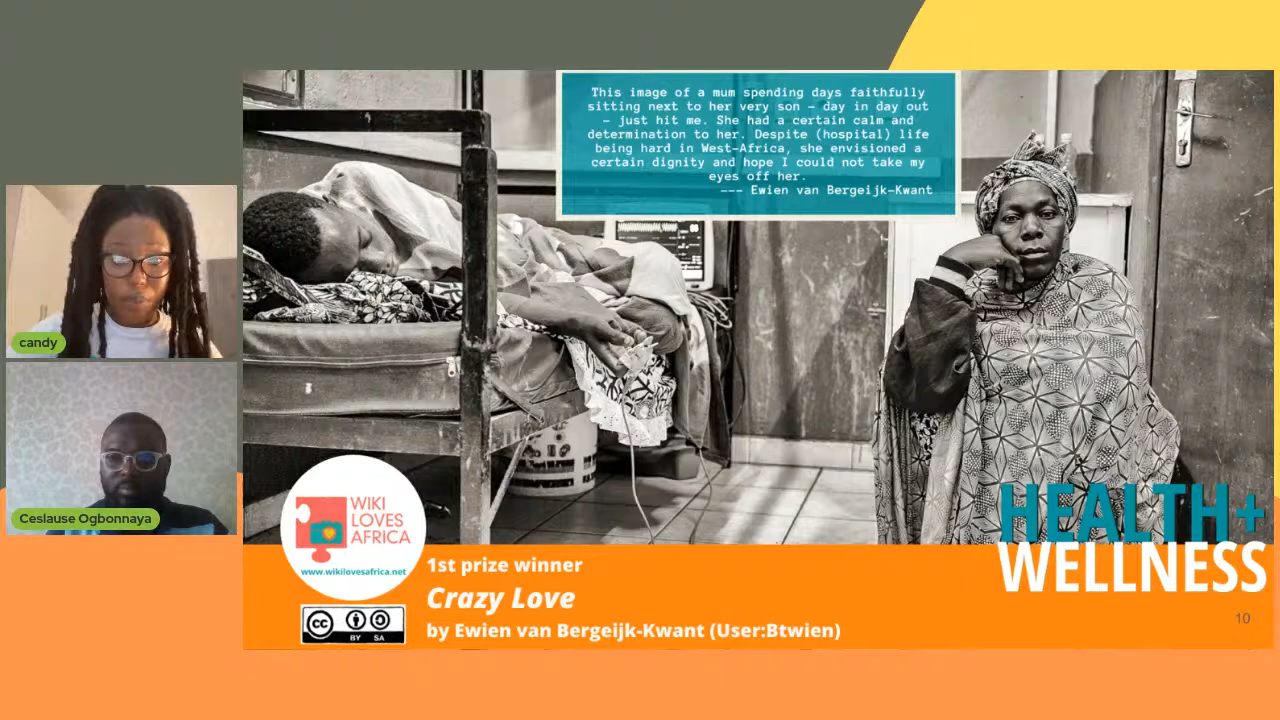 This image of a mum spending days faithfully
sitting next to her very son – day in day out
– just hit me. She had a certain calm and
determination to her. Despite (hospital) life
being hard in West-Africa, she envisioned a
certain dignity and hope I could not take my
eyes off her.
--- Ewien van Bergeijk-Kwant
candy
Ceslause Ogbonnaya
WIKI
LOVES
AFRICA
www.wikilovesafrica.net
CC
BY SA
1st prize winner
Crazy Love
by Ewien van Bergeijk-Kwant (User:Btwien)
HEALTH+
WELLNESS
10